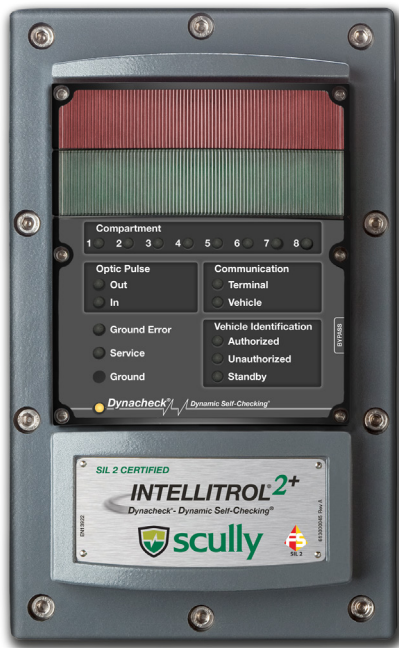 Compartment
1 2 3 4 5 6 7 8
Optic Pulse
Out
In
Communication
Terminal
Vehicle
Ground Error
Service
Ground
Vehicle Identification
Authorized
Unauthorized
Standby
BYPASS
Dynacheck® Dynamic Self-Checking®
SIL 2 CERTIFIED
INTELLITROL®2+
Dynacheck® - Dynamic Self-Checking®
EN13922
scully
FS
SIL 2